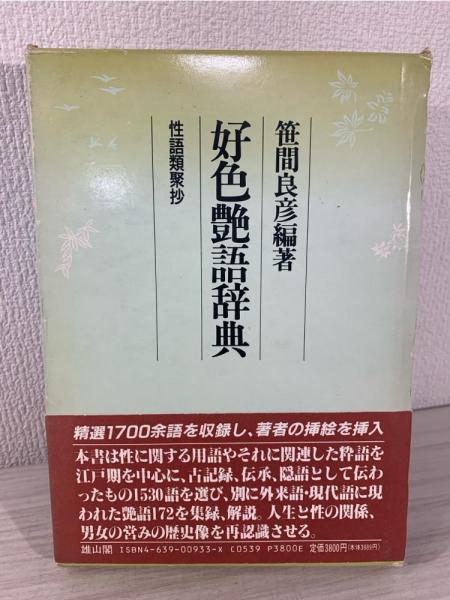 笹間良彦編著
好色艶語辞典
性語類聚抄
精選1700余語を収録し、著者の挿絵を挿入
本書は性に関する用語やそれに関連した粋語を
江戸期を中心に、古記録、伝承、隠語として伝わ
ったもの1530語を選び、別に外来語・現代語に現
われた艶語172を集録、解説。人生と性の関係、
男女の営みの歴史像を再認識させる。
雄山閣 ISBN4-639-00933-X C0539 P3800E 定価3800円(本体3689円)